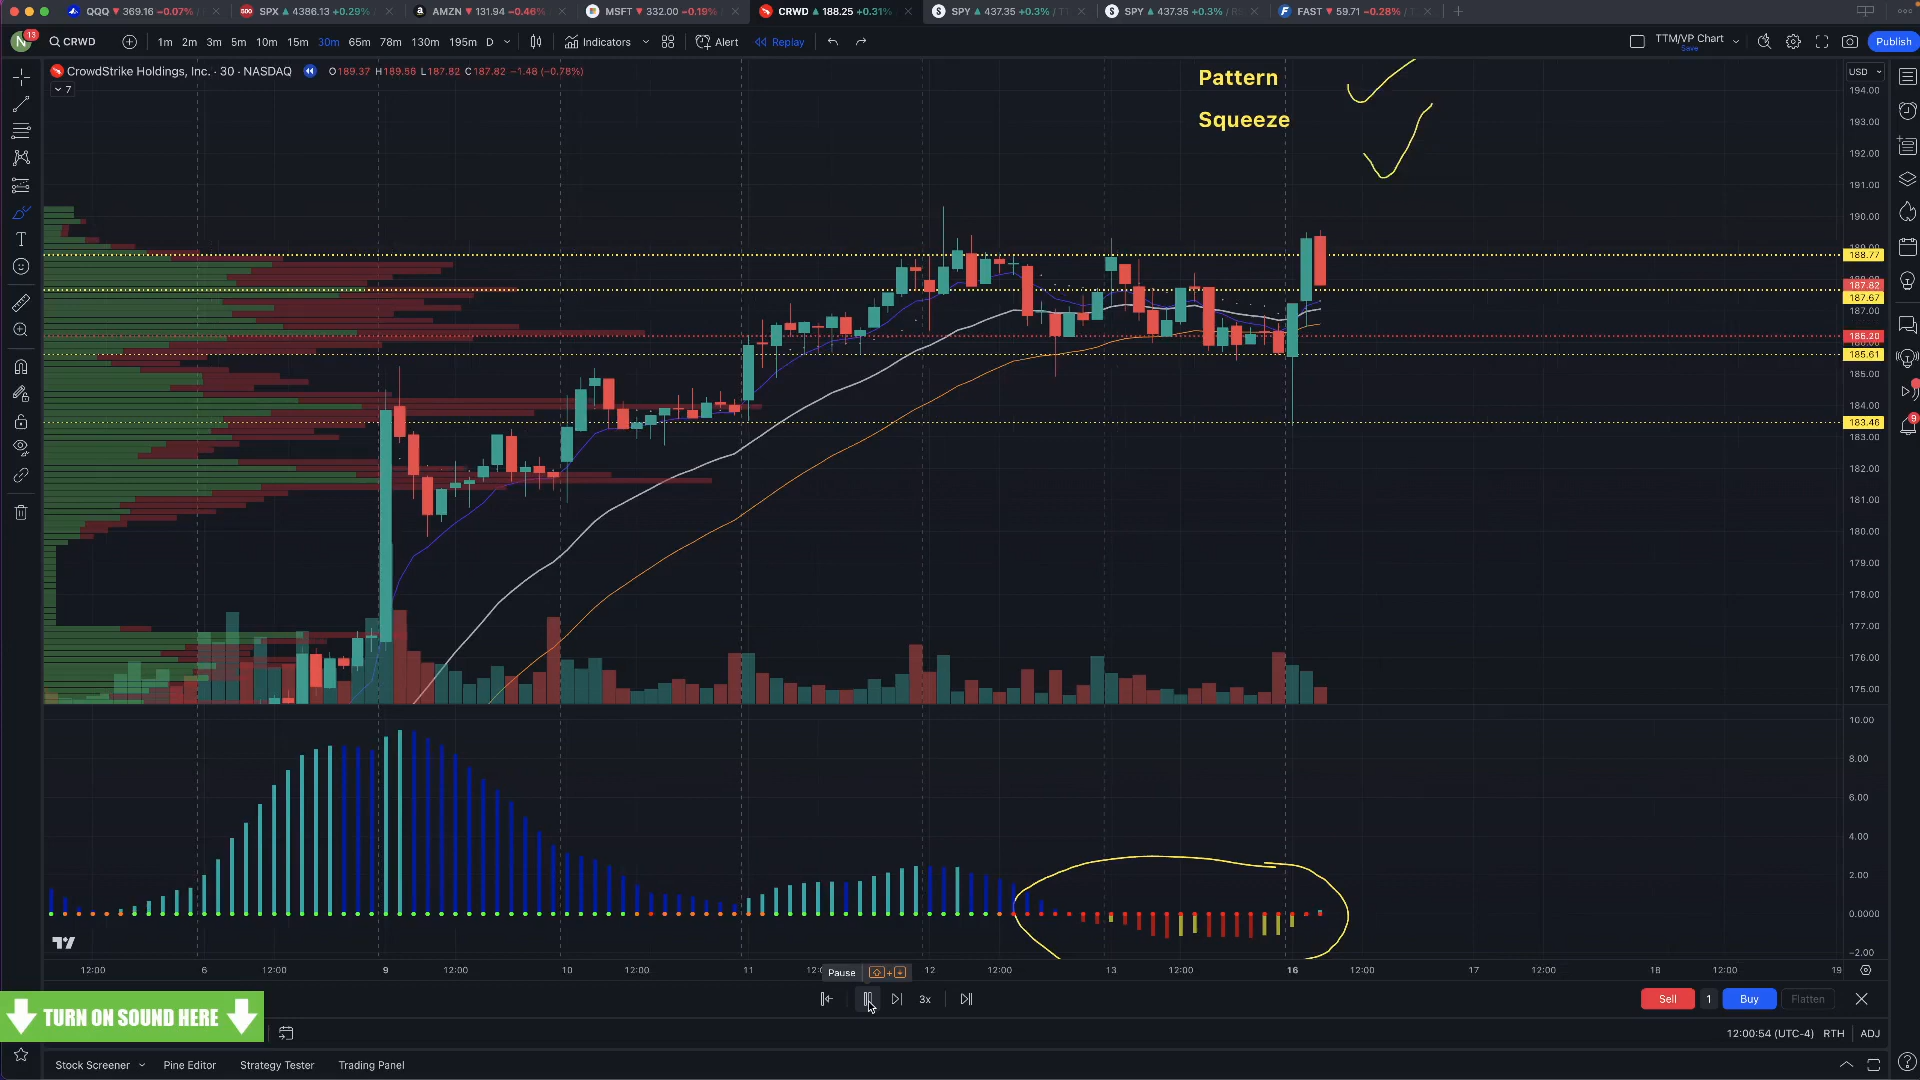 QQQ ▼ 369.16 −0.07%
SPX ▲ 4386.13 +0.29%
AMZN ▼ 131.94 −0.46%
MSFT ▼ 332.00 −0.19%
CRWD ▲ 188.25 +0.31%
SPY ▲ 437.35 +0.3%
SPY ▲ 437.35 +0.3%
FAST ▼ 59.71 −0.28%
N 13
CRWD
1m 2m 3m 5m 10m 15m 30m 65m 78m 130m 195m D
Indicators
Alert
Replay
TTM/VP Chart
Save
Publish
CrowdStrike Holdings, Inc. · 30 · NASDAQ
O189.37 H189.56 L187.82 C187.82 −1.48 (−0.78%)
7
Pattern
Squeeze
USD
194.00
193.00
192.00
191.00
190.00
188.77
187.82
187.67
187.00
186.20
185.61
185.00
184.00
183.46
183.00
182.00
181.00
180.00
179.00
178.00
177.00
176.00
175.00
10.00
8.00
6.00
4.00
2.00
0.0000
−2.00
9
12:00 6 12:00 9 12:00 10 12:00 11 12 12:00 13 12:00 16 12:00 17 12:00 18 12:00 19
Pause
3x
Sell 1 Buy Flatten
TURN ON SOUND HERE
12:00:54 (UTC-4) RTH ADJ
Stock Screener Pine Editor Strategy Tester Trading Panel